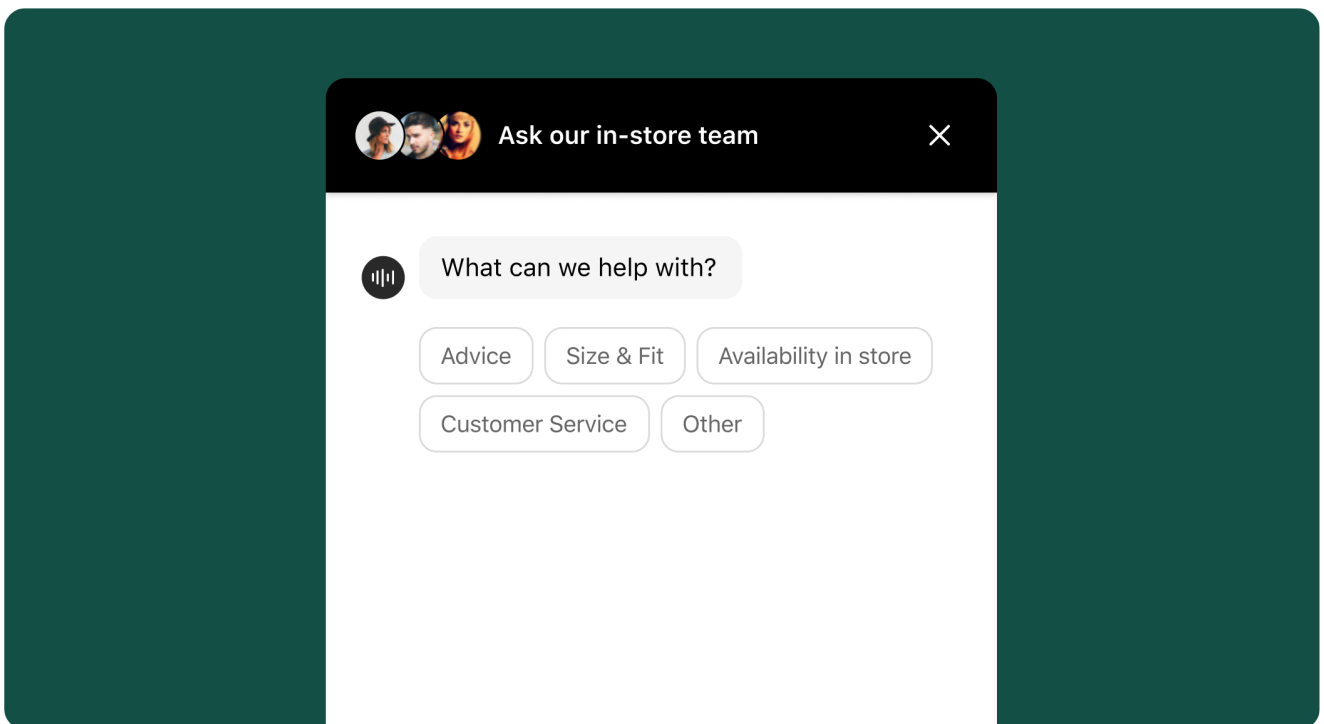 Ask our in-store team
What can we help with?
Advice Size & Fit Availability in store
Customer Service Other